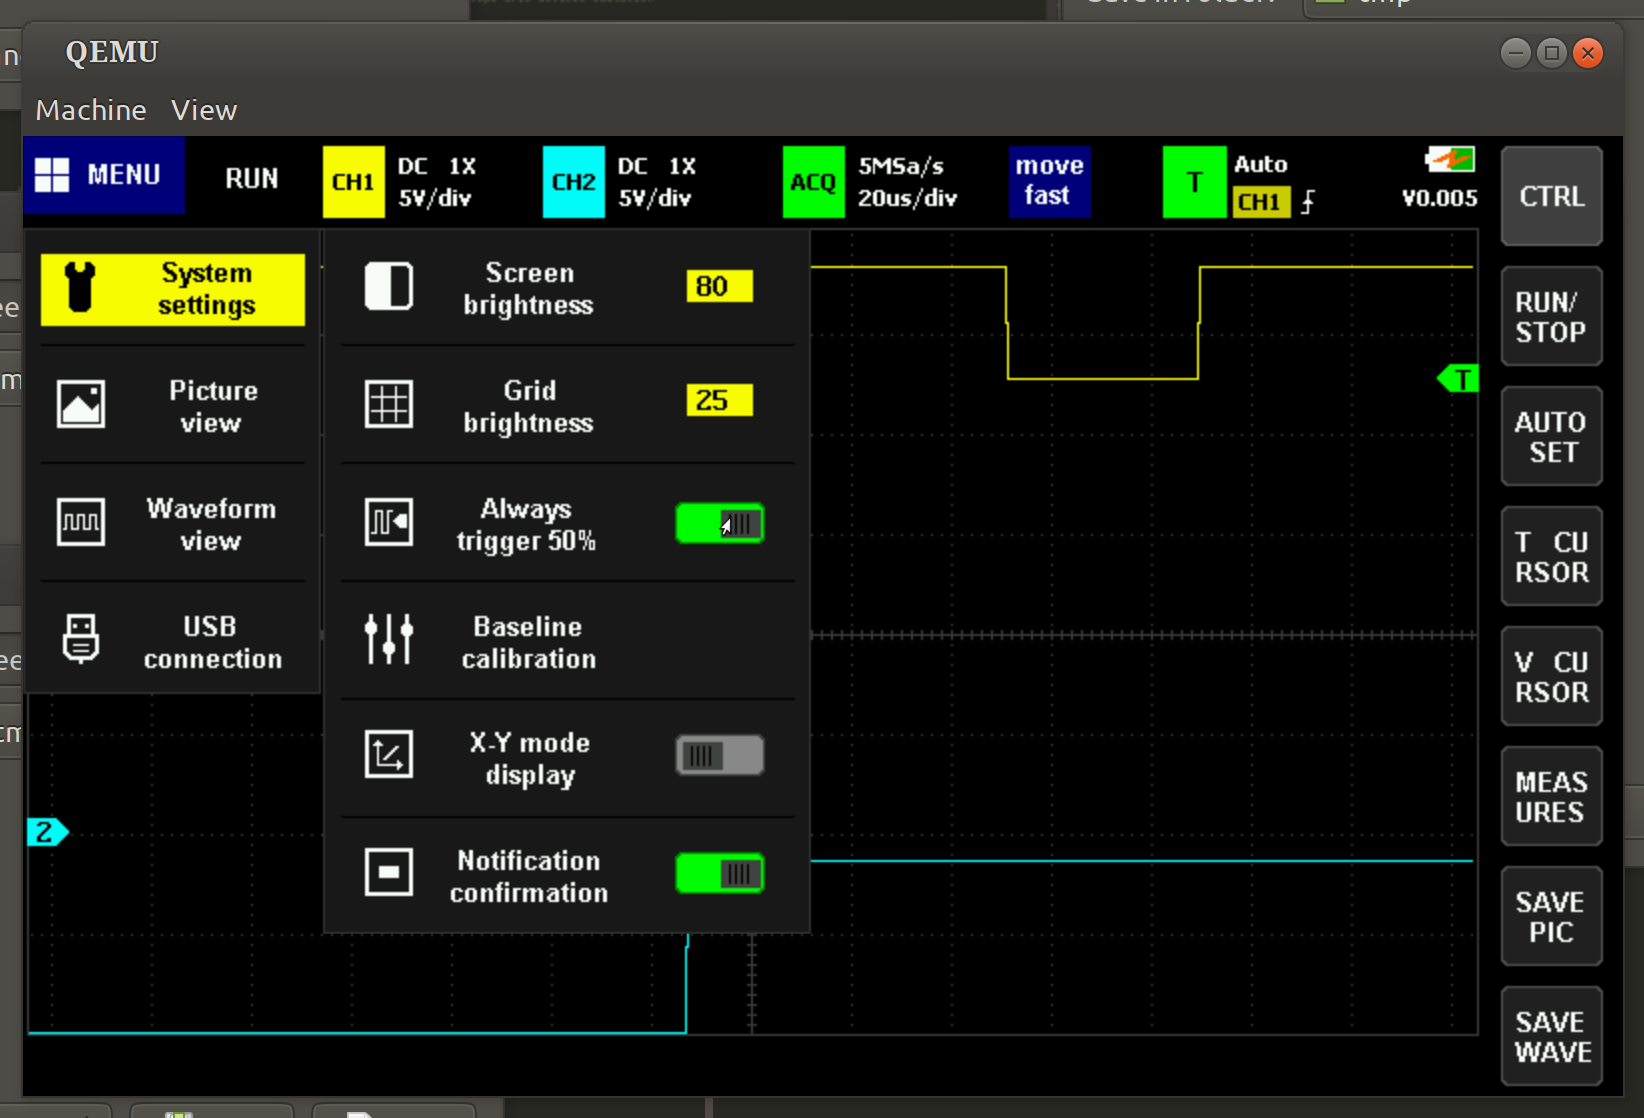 QEMU
Machine View
MENU
RUN
CH1
DC 1X
5V/div
CH2
DC 1X
5V/div
ACQ
5MSa/s
20us/div
move
fast
T
Auto
CH1
V0.005
System
settings
Picture
view
Waveform
view
USB
connection
Screen
brightness
80
Grid
brightness
25
Always
trigger 50%
Baseline
calibration
X-Y mode
display
Notification
confirmation
T
2
CTRL
RUN/
STOP
AUTO
SET
T CU
RSOR
V CU
RSOR
MEAS
URES
SAVE
PIC
SAVE
WAVE